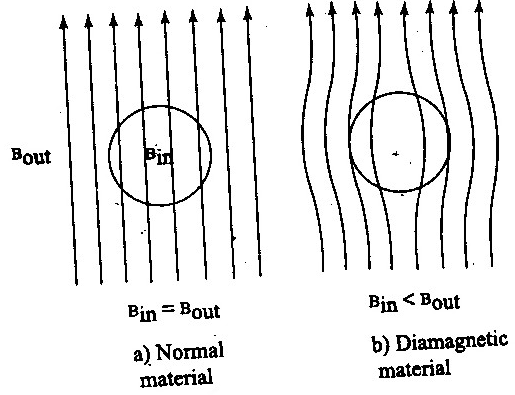 Bout
Bin
Bin = Bout
a) Normal
material
Bin < Bout
b) Diamagnetic
material